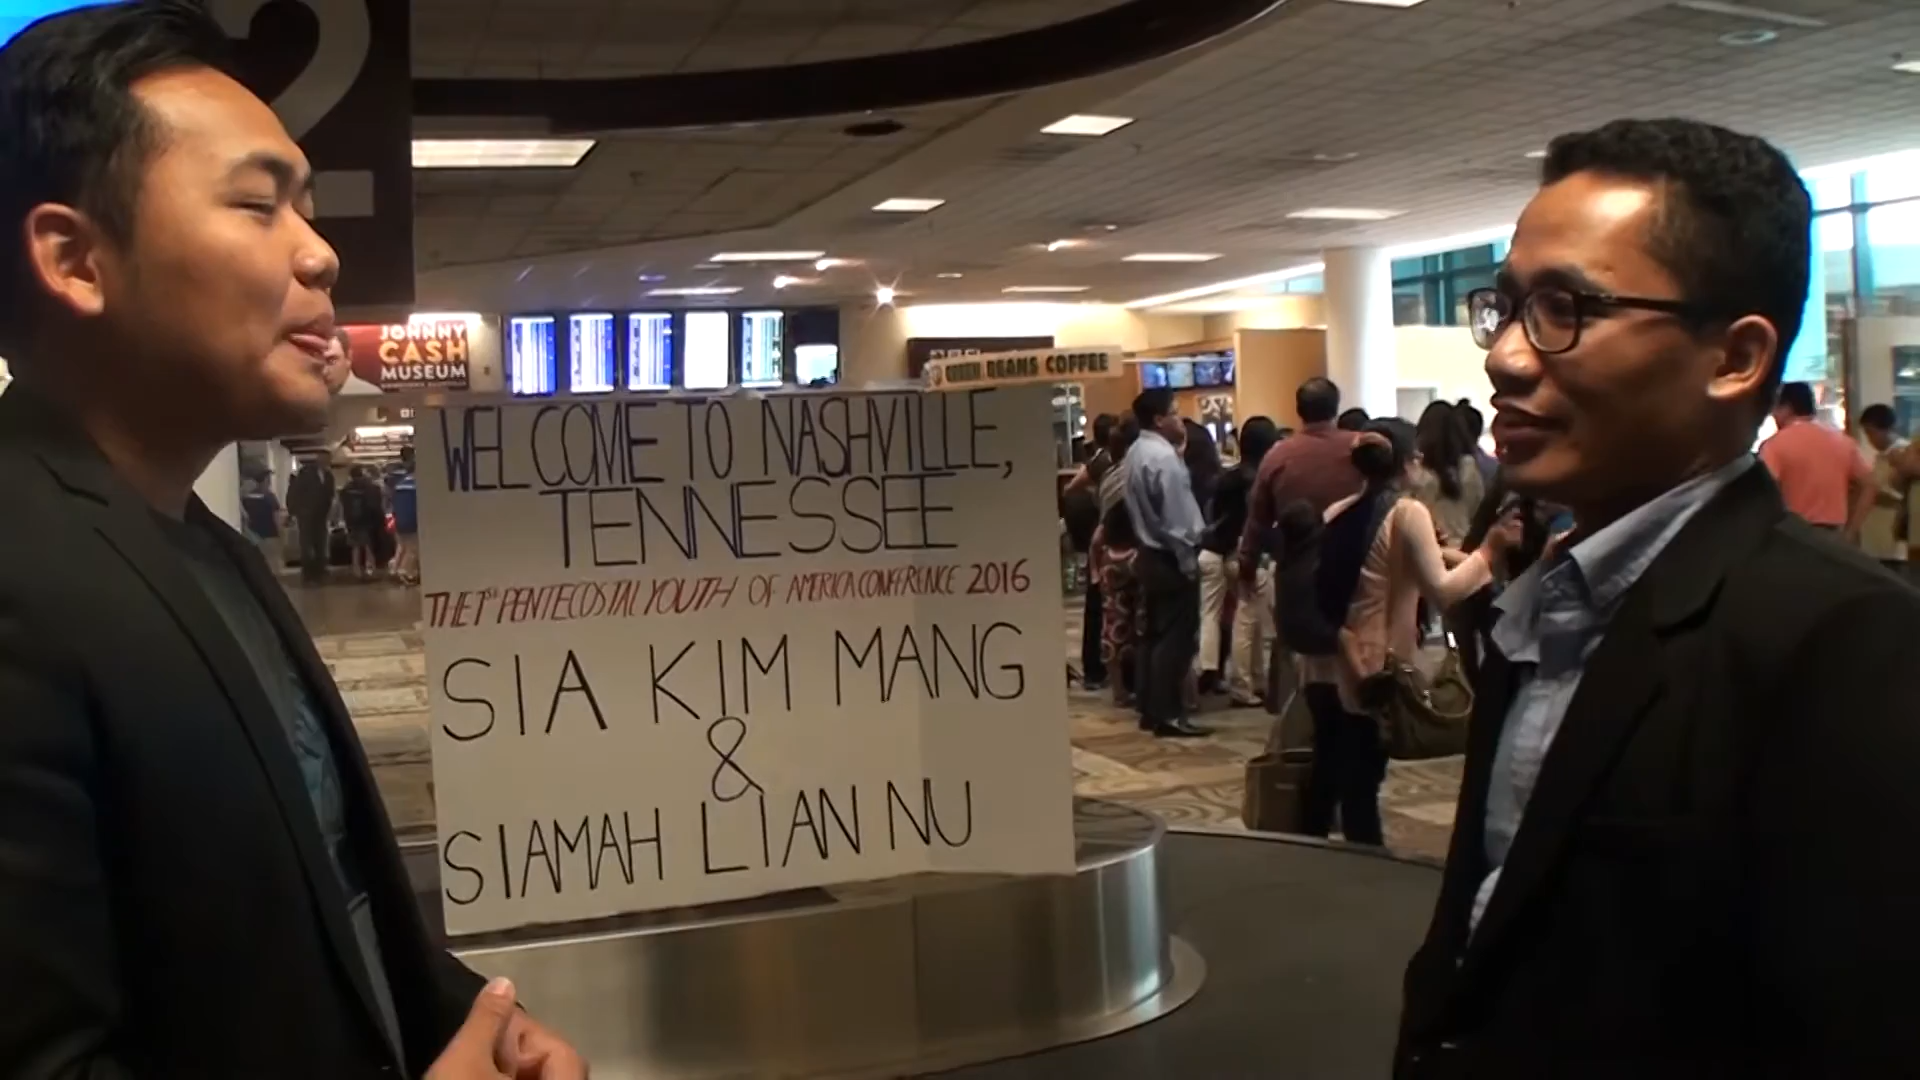 2
JOHNNY
CASH
MUSEUM
BEANS COFFEE
WELCOME TO NASHVILLE,
TENNESSEE
THE 1ST PENTECOSTAL YOUTH OF AMERICA CONFERENCE 2016
SIA KIM MANG
&
SIAMAH LIAN NU